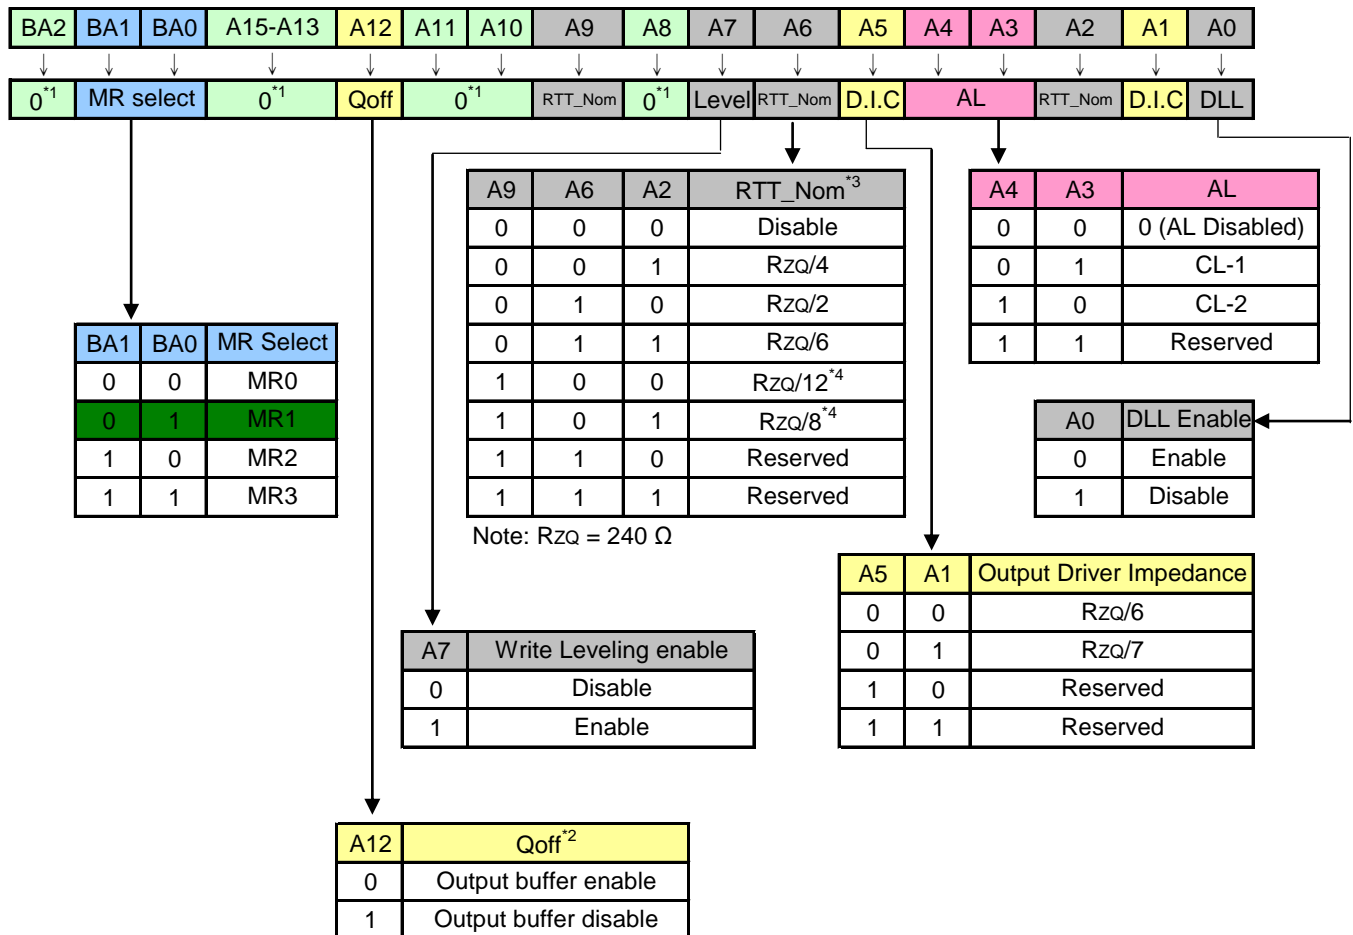 BA2 BA1 BA0 A15-A13 A12 A11 A10 A9 A8 A7 A6 A5 A4 A3 A2 A1 A0
0*1 MR select 0*1 Qoff 0*1 RTT_Nom 0*1 Level RTT_Nom D.I.C AL RTT_Nom D.I.C DLL
A9 A6 A2 RTT_Nom*3
0 0 0 Disable
0 0 1 RZQ/4
0 1 0 RZQ/2
0 1 1 RZQ/6
1 0 0 RZQ/12*4
1 0 1 RZQ/8*4
1 1 0 Reserved
1 1 1 Reserved
Note: RZQ = 240 Ω
A4 A3 AL
0 0 0 (AL Disabled)
0 1 CL-1
1 0 CL-2
1 1 Reserved
BA1 BA0 MR Select
0 0 MR0
0 1 MR1
1 0 MR2
1 1 MR3
A0 DLL Enable
0 Enable
1 Disable
A5 A1 Output Driver Impedance
0 0 RZQ/6
0 1 RZQ/7
1 0 Reserved
1 1 Reserved
A7 Write Leveling enable
0 Disable
1 Enable
A12 Qoff*2
0 Output buffer enable
1 Output buffer disable